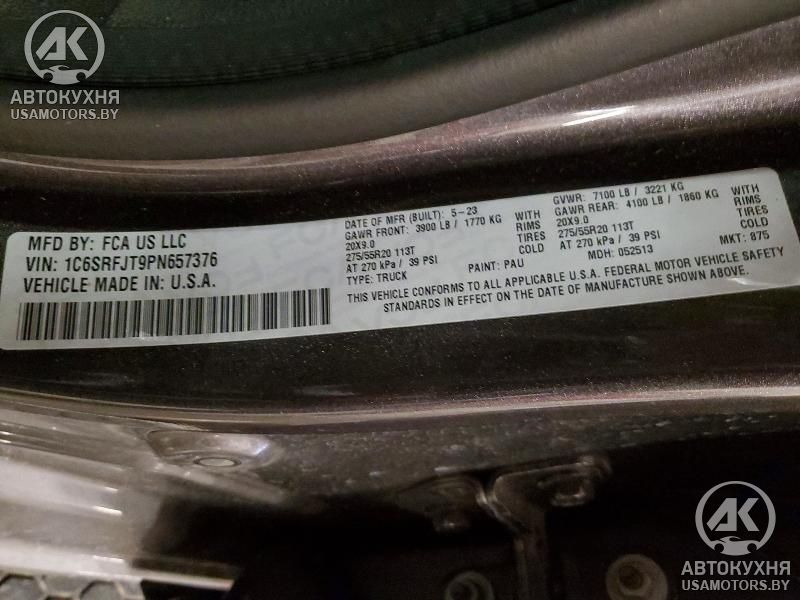 AK
АВТОКУХНЯ
USAMOTORS.BY
MFD BY: FCA US LLC
VIN: 1C6SRFJT9PN657376
VEHICLE MADE IN: U.S.A.
DATE OF MFR (BUILT): 5-23
GAWR FRONT: 3900 LB / 1770 KG WITH
20X9.0 RIMS
275/55R20 113T TIRES
AT 270 kPa / 39 PSI COLD
TYPE: TRUCK PAINT: PAU
GVWR: 7100 LB / 3221 KG
GAWR REAR: 4100 LB / 1860 KG WITH
20X9.0 RIMS
275/55R20 113T TIRES
AT 270 kPa / 39 PSI COLD
MDH: 052513 MKT: 875
THIS VEHICLE CONFORMS TO ALL APPLICABLE U.S.A. FEDERAL MOTOR VEHICLE SAFETY
STANDARDS IN EFFECT ON THE DATE OF MANUFACTURE SHOWN ABOVE.
AK
АВТОКУХНЯ
USAMOTORS.BY